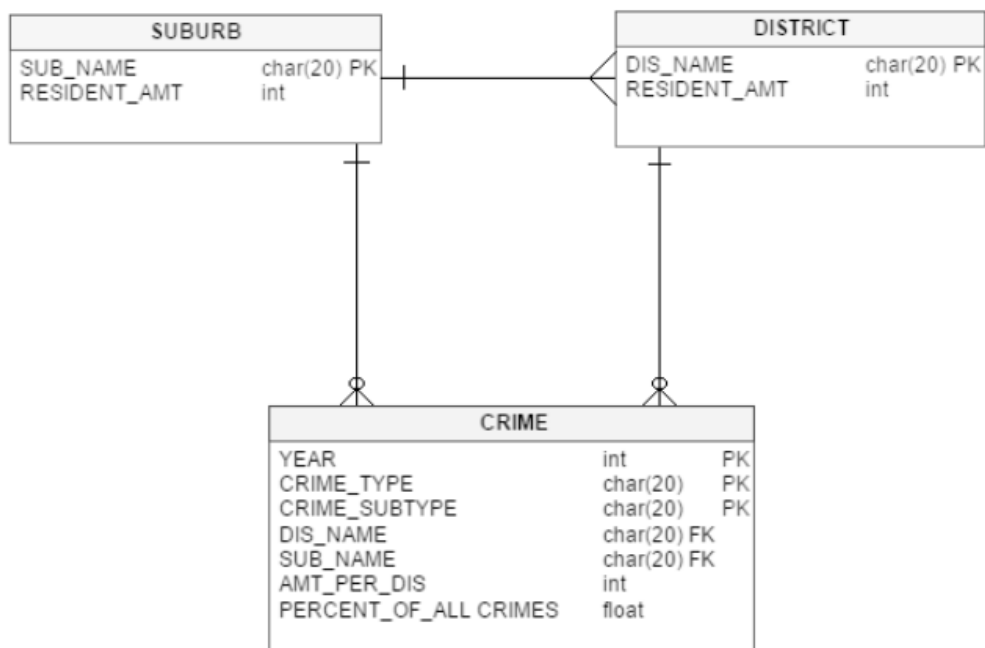 SUBURB
SUB_NAME char(20) PK
RESIDENT_AMT int
DISTRICT
DIS_NAME char(20) PK
RESIDENT_AMT int
CRIME
YEAR int PK
CRIME_TYPE char(20) PK
CRIME_SUBTYPE char(20) PK
DIS_NAME char(20) FK
SUB_NAME char(20) FK
AMT_PER_DIS int
PERCENT_OF_ALL CRIMES float